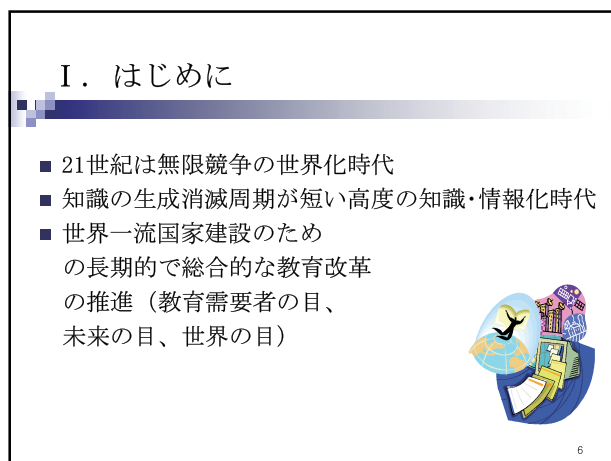 Ⅰ．はじめに
21世紀は無限競争の世界化時代
知識の生成消滅周期が短い高度の知識・情報化時代
世界一流国家建設のため
の長期的で総合的な教育改革
の推進（教育需要者の目、
未来の目、世界の目）
6